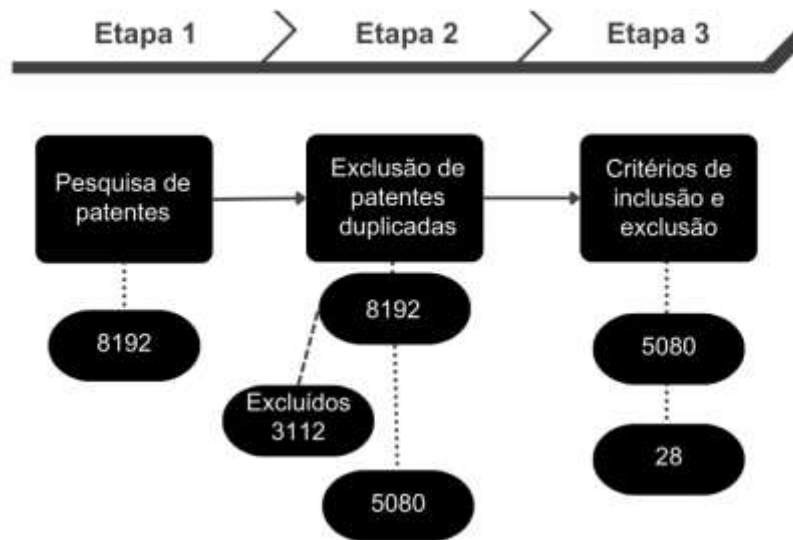 Etapa 1
Etapa 2
Etapa 3
Pesquisa de
patentes
Exclusão de
patentes
duplicadas
Critérios de
inclusão e
exclusão
8192
8192
Excluídos
3112
5080
5080
28